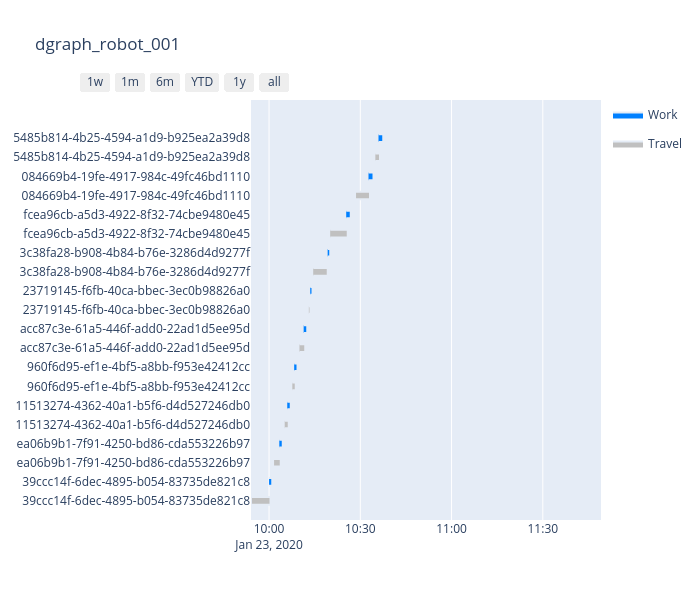 dgraph_robot_001
1w 1m 6m YTD 1y all
Work
Travel
5485b814-4b25-4594-a1d9-b925ea2a39d8
5485b814-4b25-4594-a1d9-b925ea2a39d8
084669b4-19fe-4917-984c-49fc46bd1110
084669b4-19fe-4917-984c-49fc46bd1110
fcea96cb-a5d3-4922-8f32-74cbe9480e45
fcea96cb-a5d3-4922-8f32-74cbe9480e45
3c38fa28-b908-4b84-b76e-3286d4d9277f
3c38fa28-b908-4b84-b76e-3286d4d9277f
23719145-f6fb-40ca-bbec-3ec0b98826a0
23719145-f6fb-40ca-bbec-3ec0b98826a0
acc87c3e-61a5-446f-add0-22ad1d5ee95d
acc87c3e-61a5-446f-add0-22ad1d5ee95d
960f6d95-ef1e-4bf5-a8bb-f953e42412cc
960f6d95-ef1e-4bf5-a8bb-f953e42412cc
11513274-4362-40a1-b5f6-d4d527246db0
11513274-4362-40a1-b5f6-d4d527246db0
ea06b9b1-7f91-4250-bd86-cda553226b97
ea06b9b1-7f91-4250-bd86-cda553226b97
39ccc14f-6dec-4895-b054-83735de821c8
39ccc14f-6dec-4895-b054-83735de821c8
10:00 10:30 11:00 11:30
Jan 23, 2020